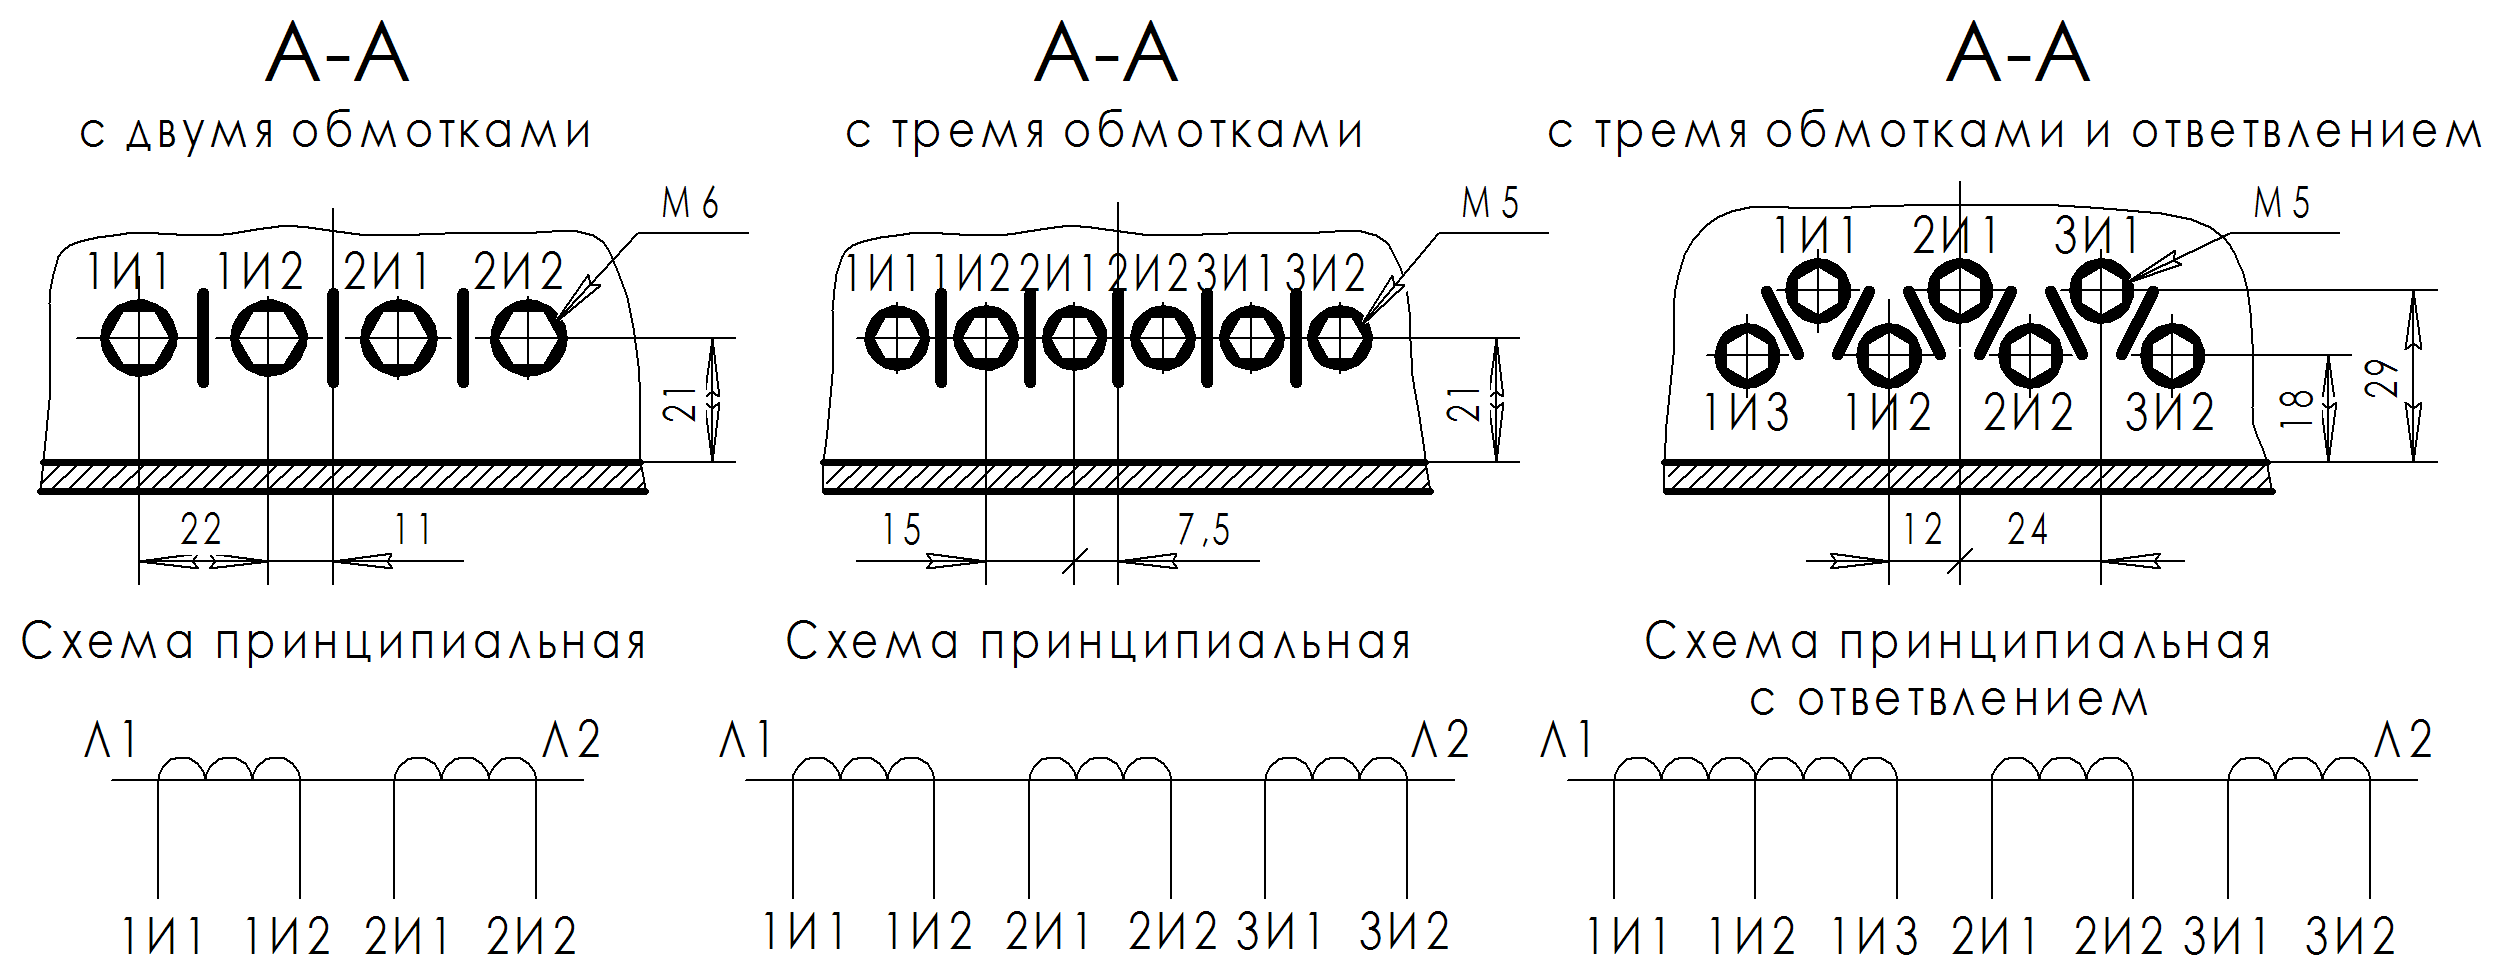 А-А
с двумя обмотками
М6
1И1 1И2 2И1 2И2
21
22 11
Схема принципиальная
Л1 Л2
1И1 1И2 2И1 2И2
А-А
с тремя обмотками
М5
1И1 1И2 2И1 2И2 3И1 3И2
21
15 7,5
Схема принципиальная
Л1 Л2
1И1 1И2 2И1 2И2 3И1 3И2
А-А
с тремя обмотками и ответвлением
М5
1И1 2И1 3И1
1И3 1И2 2И2 3И2
18 29
12 24
Схема принципиальная
с ответвлением
Л1 Л2
1И1 1И2 1И3 2И1 2И2 3И1 3И2